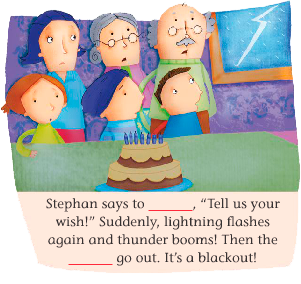 Stephan says to ______, “Tell us your
wish!” Suddenly, lightning flashes
again and thunder booms! Then the
______ go out. It’s a blackout!